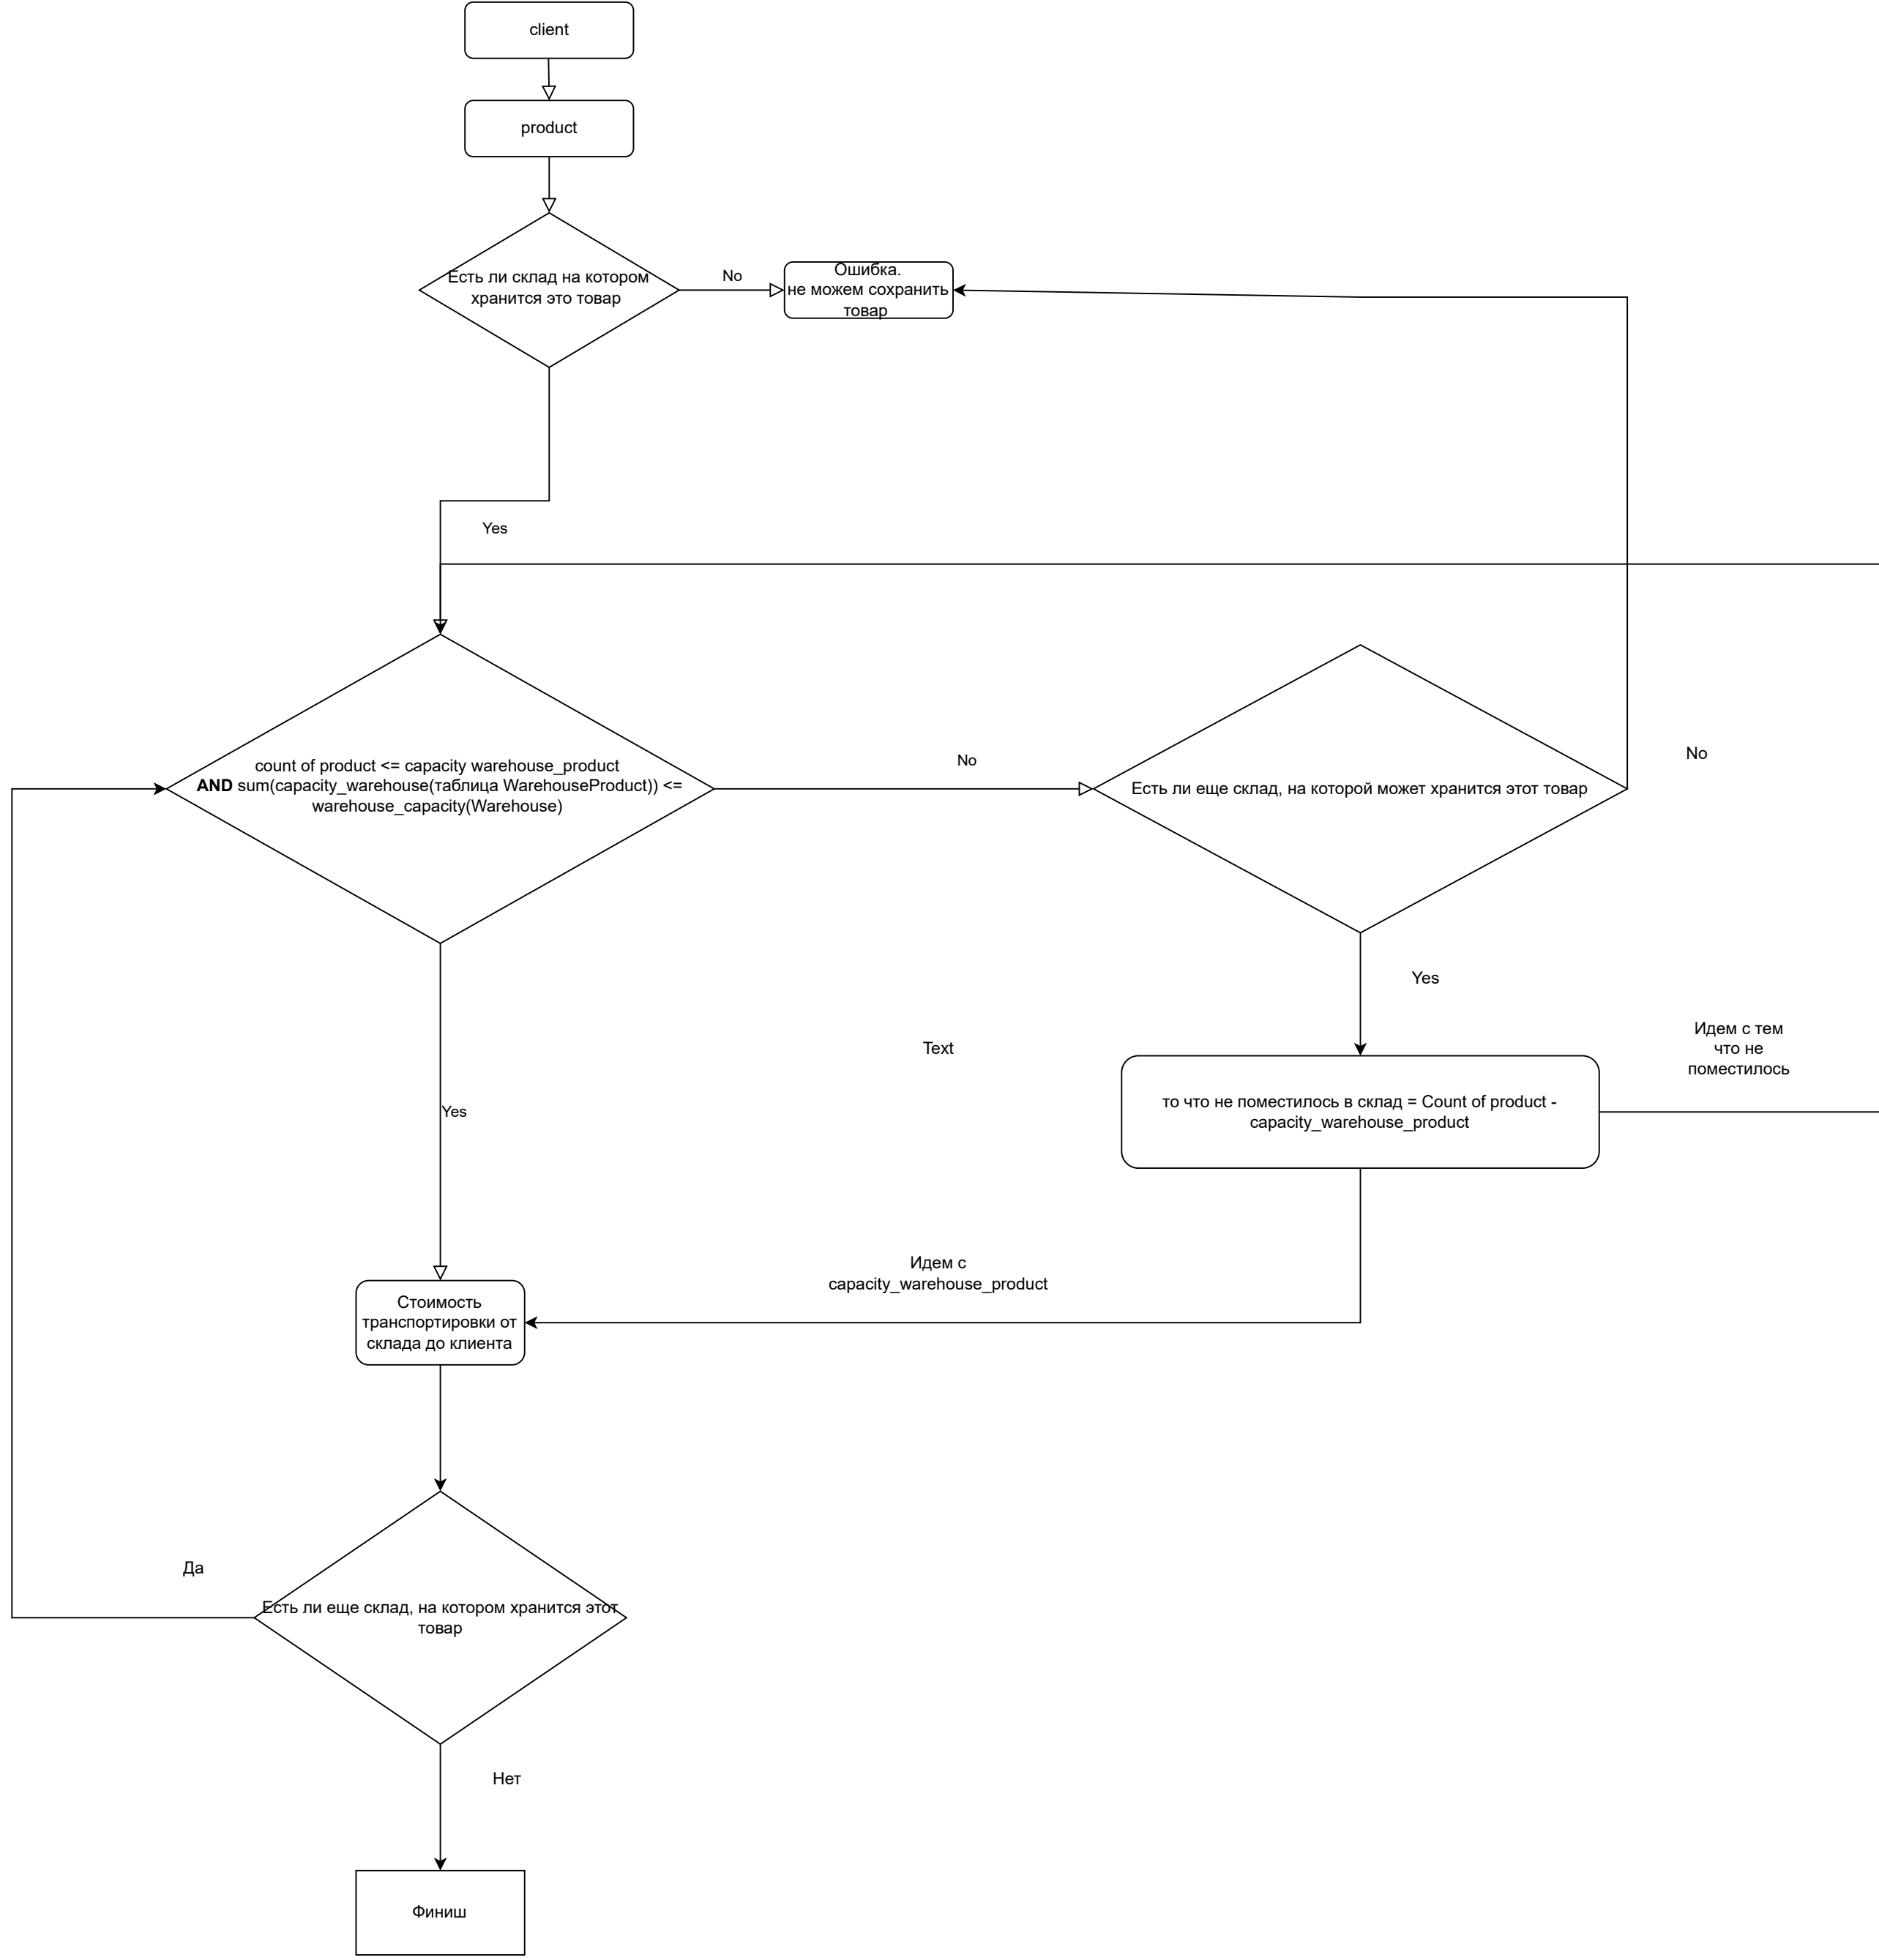 client
product
Есть ли склад на котором
хранится это товар
No
Ошибка.
не можем сохранить
товар
Yes
count of product <= capacity warehouse_product
AND sum(capacity_warehouse(таблица WarehouseProduct)) <=
warehouse_capacity(Warehouse)
No
Есть ли еще склад, на которой может хранится этот товар
No
Yes
Идем с тем
что не
поместилось
Text
то что не поместилось в склад = Count of product -
capacity_warehouse_product
Yes
Идем с
capacity_warehouse_product
Стоимость
транспортировки от
склада до клиента
Да
Есть ли еще склад, на котором хранится этот
товар
Нет
Финиш